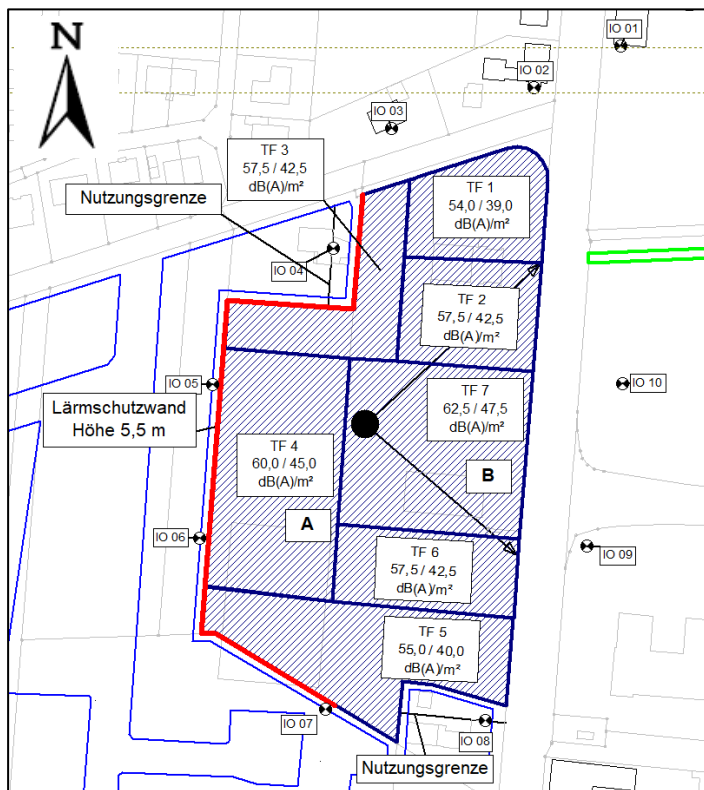 N
IO 01
IO 02
IO 03
TF 3
57,5 / 42,5
dB(A)/m²
TF 1
54,0 / 39,0
dB(A)/m²
Nutzungsgrenze
IO 04
TF 2
57,5 / 42,5
dB(A)/m²
IO 05
IO 10
TF 7
62,5 / 47,5
dB(A)/m²
Lärmschutzwand
Höhe 5,5 m
TF 4
60,0 / 45,0
dB(A)/m²
B
A
IO 06
IO 09
TF 6
57,5 / 42,5
dB(A)/m²
TF 5
55,0 / 40,0
dB(A)/m²
IO 07
IO 08
Nutzungsgrenze